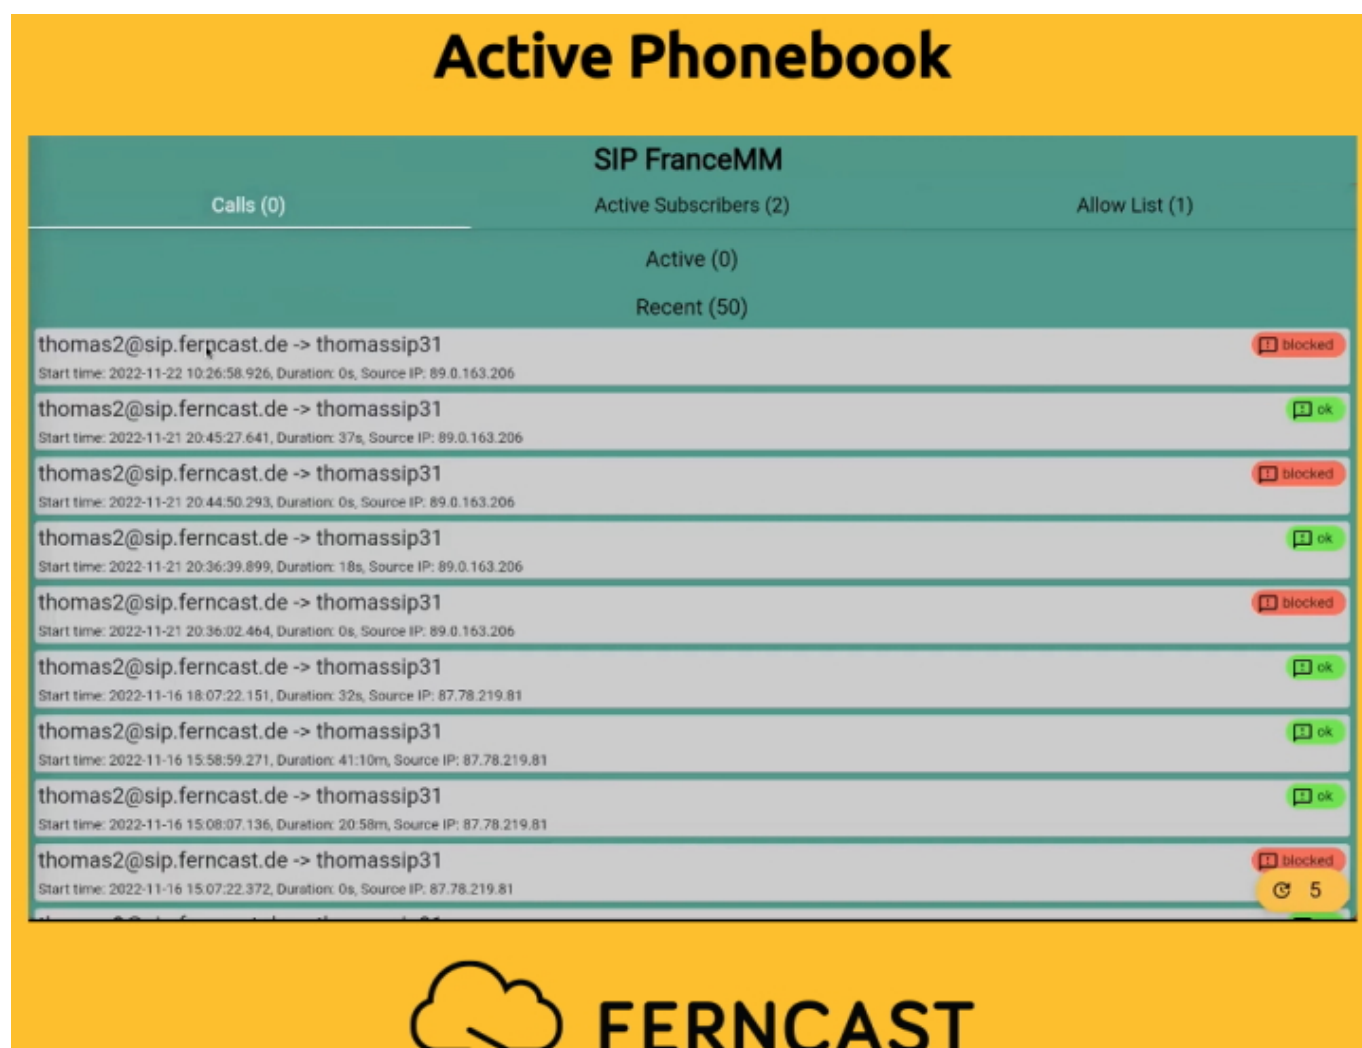 Active Phonebook
SIP FranceMM
Calls (0) Active Subscribers (2) Allow List (1)
Active (0)
Recent (50)
thomas2@sip.ferncast.de -> thomassip31 blocked
Start time: 2022-11-22 10:26:58.926, Duration: 0s, Source IP: 89.0.163.206
thomas2@sip.ferncast.de -> thomassip31 ok
Start time: 2022-11-21 20:45:27.641, Duration: 37s, Source IP: 89.0.163.206
thomas2@sip.ferncast.de -> thomassip31 blocked
Start time: 2022-11-21 20:44:50.293, Duration: 0s, Source IP: 89.0.163.206
thomas2@sip.ferncast.de -> thomassip31 ok
Start time: 2022-11-21 20:36:39.899, Duration: 18s, Source IP: 89.0.163.206
thomas2@sip.ferncast.de -> thomassip31 blocked
Start time: 2022-11-21 20:36:02.464, Duration: 0s, Source IP: 89.0.163.206
thomas2@sip.ferncast.de -> thomassip31 ok
Start time: 2022-11-16 18:07:22.151, Duration: 32s, Source IP: 87.78.219.81
thomas2@sip.ferncast.de -> thomassip31 ok
Start time: 2022-11-16 15:58:59.271, Duration: 41:10m, Source IP: 87.78.219.81
thomas2@sip.ferncast.de -> thomassip31 ok
Start time: 2022-11-16 15:08:07.136, Duration: 20:58m, Source IP: 87.78.219.81
thomas2@sip.ferncast.de -> thomassip31 blocked
Start time: 2022-11-16 15:07:22.372, Duration: 0s, Source IP: 87.78.219.81
5
FERNCAST